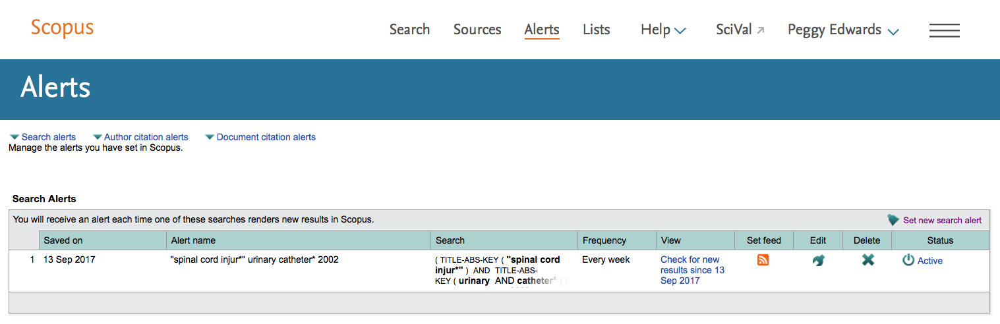 Scopus
Search Sources Alerts Lists Help SciVal Peggy Edwards
Alerts
Search alerts Author citation alerts Document citation alerts
Manage the alerts you have set in Scopus.
Search Alerts
You will receive an alert each time one of these searches renders new results in Scopus. Set new search alert
Saved on Alert name Search Frequency View Set feed Edit Delete Status
1 13 Sep 2017 "spinal cord injur*" urinary catheter* 2002 ( TITLE-ABS-KEY ( "spinal cord Every week Check for new Active
injur*" ) AND TITLE-ABS- results since 13
KEY ( urinary AND catheter* ) ) Sep 2017